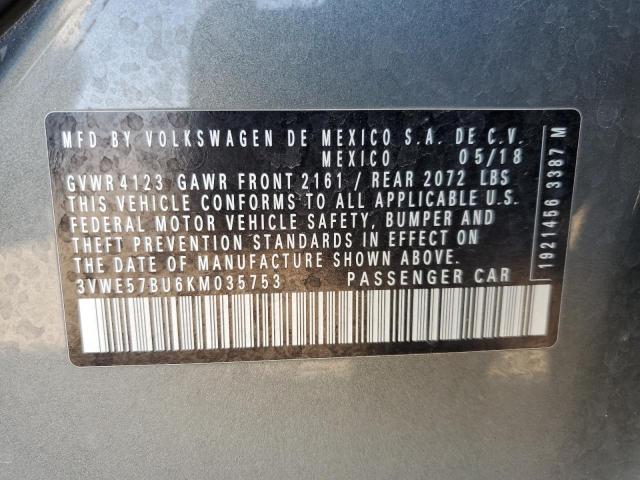 MFD BY VOLKSWAGEN DE MEXICO S.A. DE C.V.
MEXICO 05/18
GVWR 4123 GAWR FRONT 2161 / REAR 2072 LBS
THIS VEHICLE CONFORMS TO ALL APPLICABLE U.S.
FEDERAL MOTOR VEHICLE SAFETY, BUMPER AND
THEFT PREVENTION STANDARDS IN EFFECT ON
THE DATE OF MANUFACTURE SHOWN ABOVE.
3VWE57BU6KM035753 PASSENGER CAR
1921456 3387 M